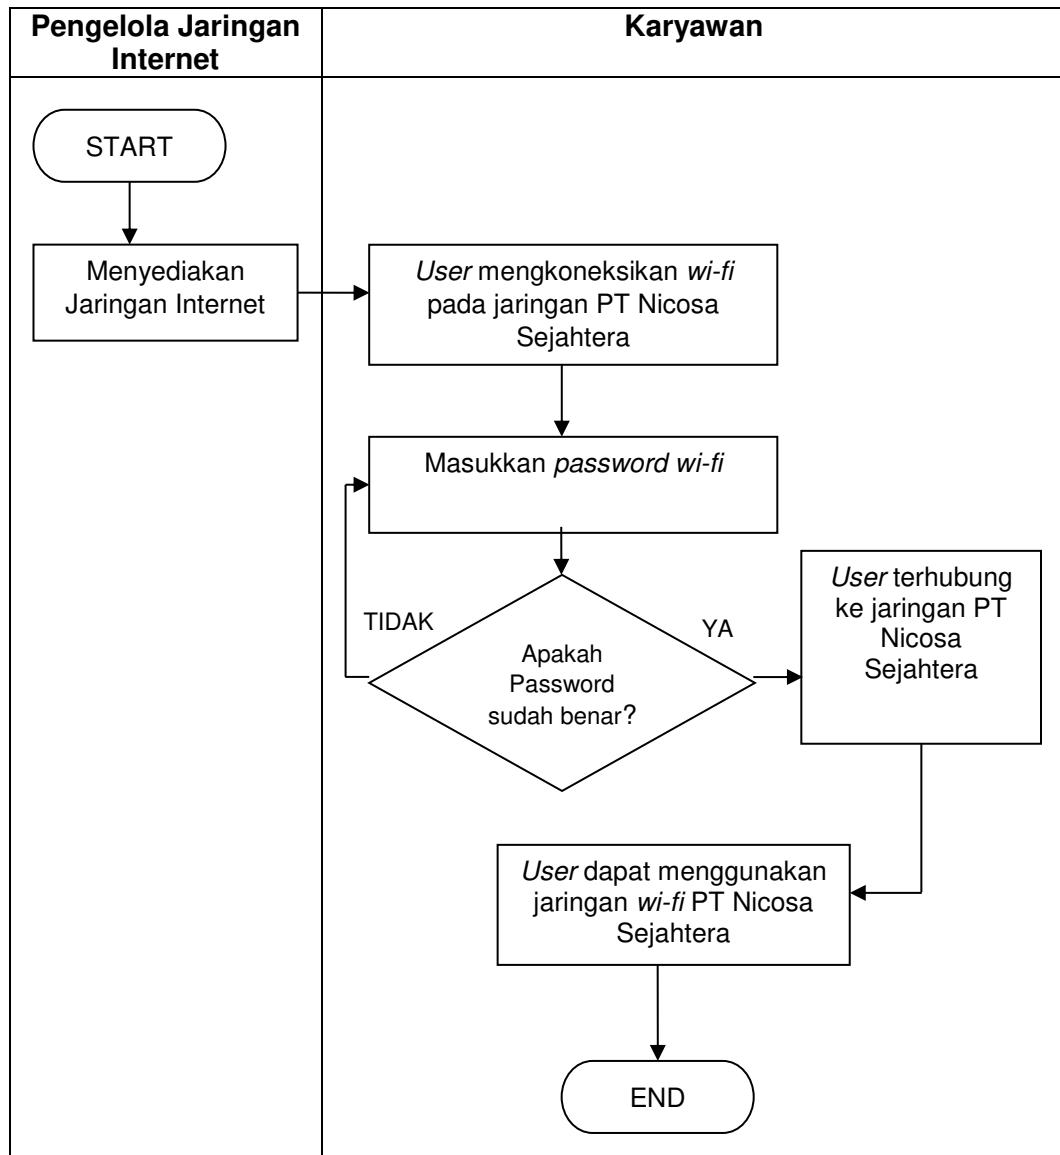 Pengelola Jaringan
Internet
Karyawan
START
Menyediakan
Jaringan Internet
User mengkoneksikan wi-fi
pada jaringan PT Nicosa
Sejahtera
Masukkan password wi-fi
TIDAK
YA
Apakah
Password
sudah benar?
User terhubung
ke jaringan PT
Nicosa
Sejahtera
User dapat menggunakan
jaringan wi-fi PT Nicosa
Sejahtera
END